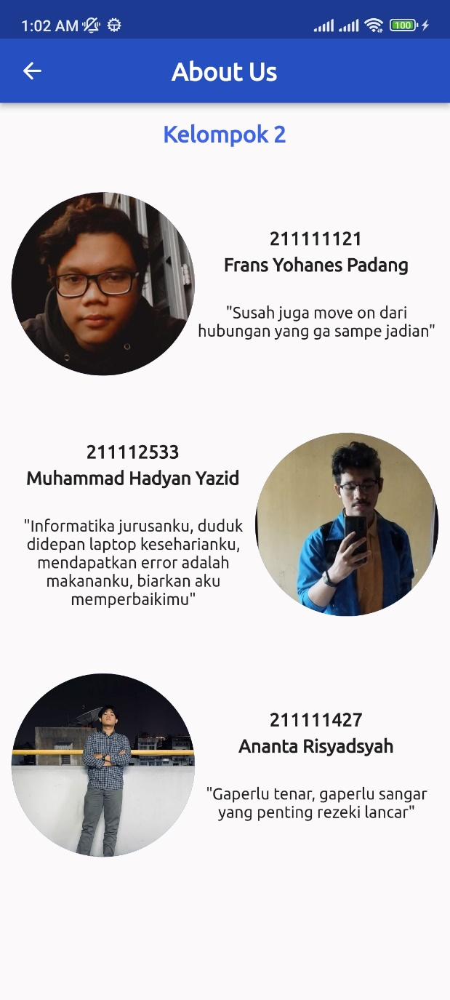 1:02 AM
100
About Us
Kelompok 2
211111121
Frans Yohanes Padang
"Susah juga move on dari
hubungan yang ga sampe jadian"
211112533
Muhammad Hadyan Yazid
"Informatika jurusanku, duduk
didepan laptop keseharianku,
mendapatkan error adalah
makananku, biarkan aku
memperbaikimu"
211111427
Ananta Risyadsyah
"Gaperlu tenar, gaperlu sangar
yang penting rezeki lancar"